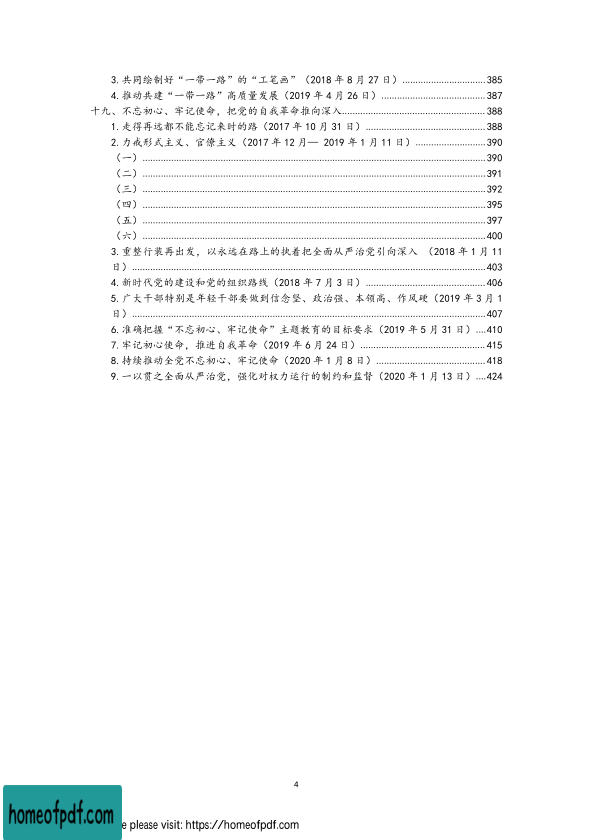 3. 共同绘制好“一带一路”的“工笔画”（2018 年 8 月 27 日）................................385
4. 推动共建“一带一路”高质量发展（2019 年 4 月 26 日）........................................387
十九、不忘初心、牢记使命，把党的自我革命推向深入.......................................................388
1. 走得再远都不能忘记来时的路（2017 年 10 月 31 日）..............................................388
2. 力戒形式主义、官僚主义（2017 年 12 月— 2019 年 1 月 11 日）...........................390
（一）....................................................................................................................................390
（二）....................................................................................................................................391
（三）....................................................................................................................................392
（四）....................................................................................................................................395
（五）....................................................................................................................................397
（六）....................................................................................................................................400
3. 重整行装再出发，以永远在路上的执着把全面从严治党引向深入 （2018 年 1 月 11
日）........................................................................................................................................403
4. 新时代党的建设和党的组织路线（2018 年 7 月 3 日）..............................................406
5. 广大干部特别是年轻干部要做到信念坚、政治强、本领高、作风硬（2019 年 3 月 1
日）........................................................................................................................................407
6. 准确把握“不忘初心、牢记使命”主题教育的目标要求（2019 年 5 月 31 日）....410
7. 牢记初心使命，推进自我革命（2019 年 6 月 24 日）................................................415
8. 持续推动全党不忘初心、牢记使命（2020 年 1 月 8 日）..........................................418
9. 一以贯之全面从严治党，强化对权力运行的制约和监督（2020 年 1 月 13 日）....424
4
homeofpdf.com
e please visit: https://homeofpdf.com